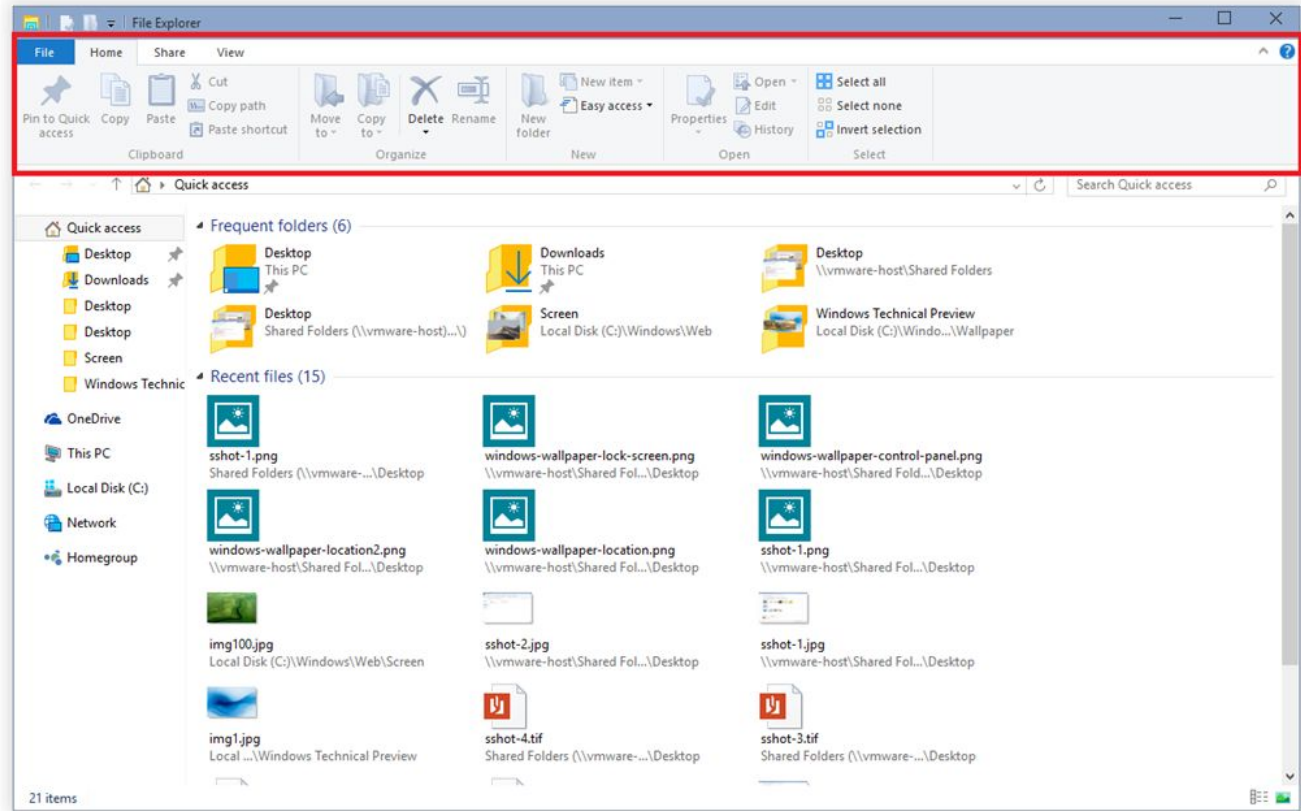 File Explorer
File Home Share View
Pin to Quick access
Copy
Paste
Cut
Copy path
Paste shortcut
Clipboard
Move to
Copy to
Delete
Rename
Organize
New folder
New item
Easy access
New
Properties
Open
Edit
History
Open
Select all
Select none
Invert selection
Select
Quick access
Search Quick access
Quick access
Desktop
Downloads
Desktop
Desktop
Screen
Windows Technic
OneDrive
This PC
Local Disk (C:)
Network
Homegroup
Frequent folders (6)
Desktop
This PC
Downloads
This PC
Desktop
\\vmware-host\Shared Folders
Desktop
Shared Folders (\\vmware-host)...\)
Screen
Local Disk (C:)\Windows\Web
Windows Technical Preview
Local Disk (C:)\Windo...\Wallpaper
Recent files (15)
sshot-1.png
Shared Folders (\\vmware-...\Desktop
windows-wallpaper-lock-screen.png
\\vmware-host\Shared Fol...\Desktop
windows-wallpaper-control-panel.png
\\vmware-host\Shared Fold...\Desktop
windows-wallpaper-location2.png
\\vmware-host\Shared Fol...\Desktop
windows-wallpaper-location.png
\\vmware-host\Shared Fol...\Desktop
sshot-1.png
\\vmware-host\Shared Fol...\Desktop
img100.jpg
Local Disk (C:)\Windows\Web\Screen
sshot-2.jpg
\\vmware-host\Shared Fol...\Desktop
sshot-1.jpg
\\vmware-host\Shared Fol...\Desktop
img1.jpg
Local ...\Windows Technical Preview
sshot-4.tif
Shared Folders (\\vmware-...\Desktop
sshot-3.tif
Shared Folders (\\vmware-...\Desktop
21 items